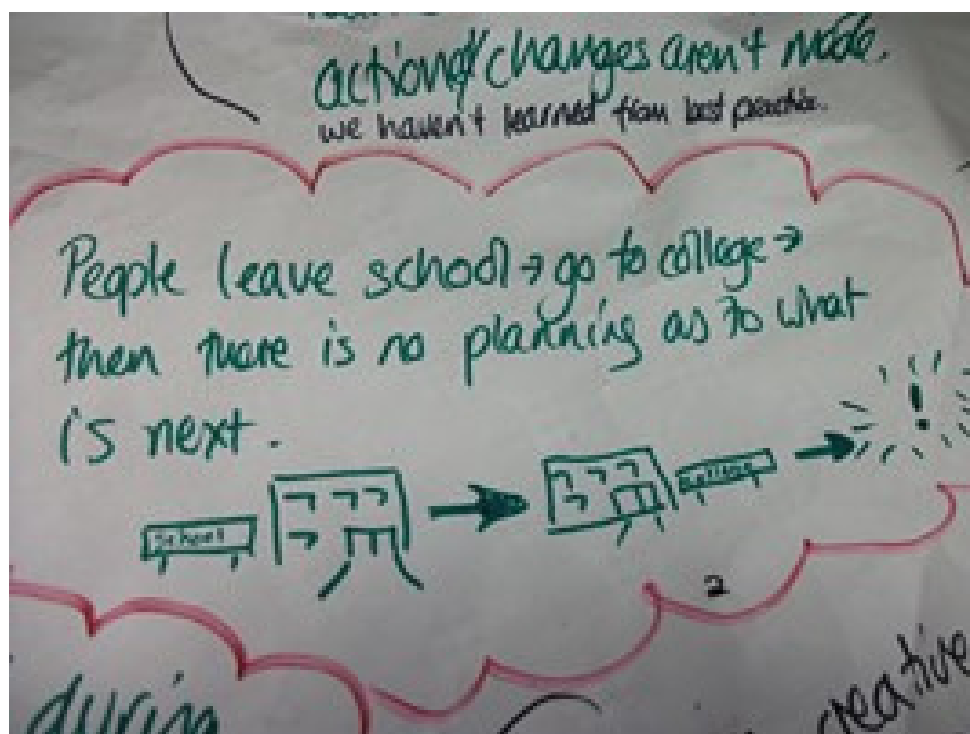 action/changes aren't made.
we haven't learned from best practice.
People leave school → go to college →
then there is no planning as to what
is next.
!
School
College
2
during
creative